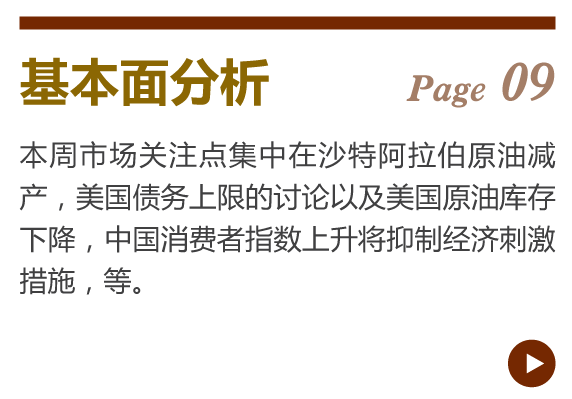 基本面分析
Page 09
本周市场关注点集中在沙特阿拉伯原油减
产，美国债务上限的讨论以及美国原油库存
下降，中国消费者指数上升将抑制经济刺激
措施，等。